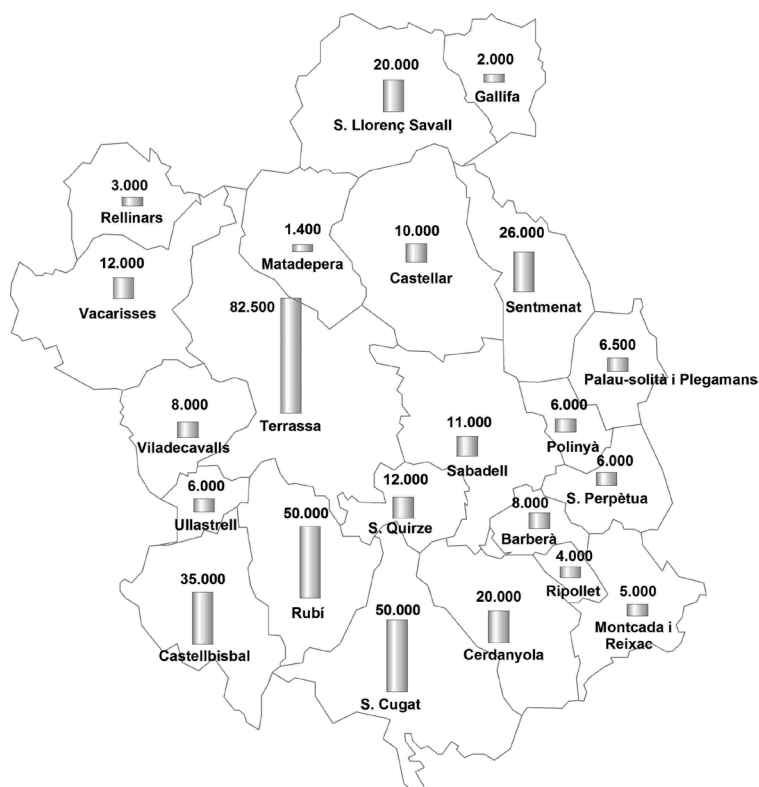 20.000
S. Llorenç Savall
2.000
Gallifa
3.000
Rellinars
1.400
Matadepera
10.000
Castellar
26.000
Sentmenat
12.000
Vacarisses
82.500
Terrassa
6.500
Palau-solità i Plegamans
8.000
Viladecavalls
11.000
Sabadell
6.000
Polinyà
6.000
S. Perpètua
6.000
Ullastrell
50.000
Rubí
12.000
S. Quirze
8.000
Barberà
4.000
Ripollet
35.000
Castellbisbal
50.000
S. Cugat
20.000
Cerdanyola
5.000
Montcada i
Reixac